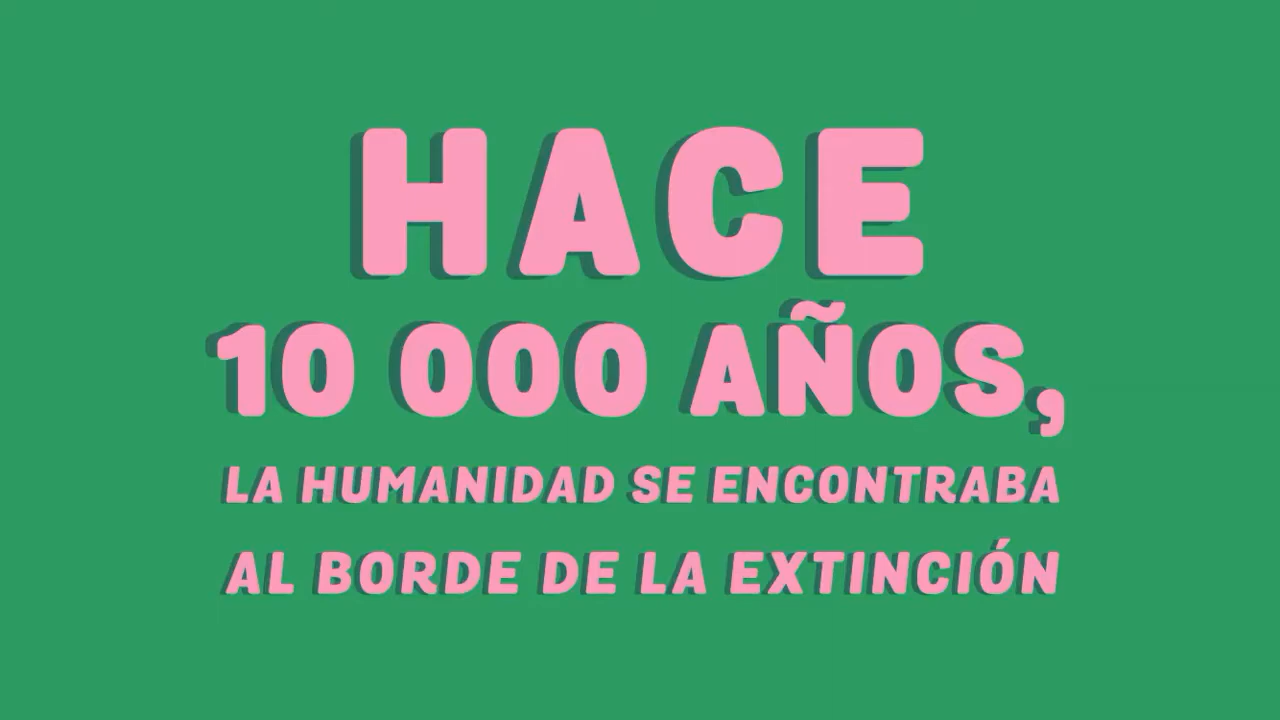 HACE
10 000 AÑOS,
LA HUMANIDAD SE ENCONTRABA
AL BORDE DE LA EXTINCIÓN